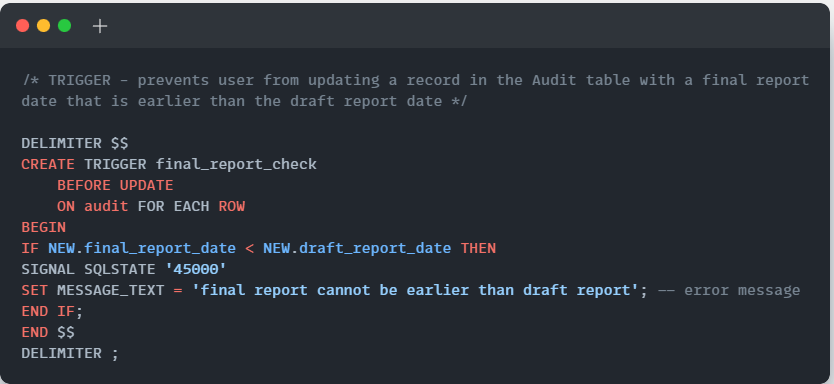 /* TRIGGER - prevents user from updating a record in the Audit table with a final report
date that is earlier than the draft report date */
DELIMITER $$
CREATE TRIGGER final_report_check
    BEFORE UPDATE
    ON audit FOR EACH ROW
BEGIN
IF NEW.final_report_date < NEW.draft_report_date THEN
SIGNAL SQLSTATE '45000'
SET MESSAGE_TEXT = 'final report cannot be earlier than draft report'; -- error message
END IF;
END $$
DELIMITER ;